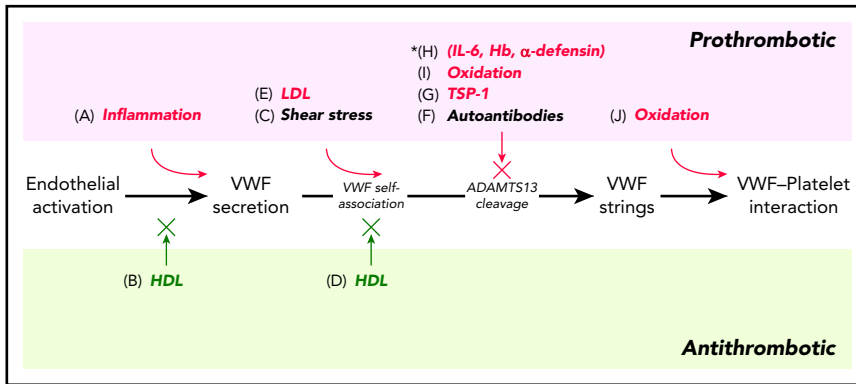 Prothrombotic
*(H) (IL-6, Hb, α-defensin)
(I) Oxidation
(E) LDL
(G) TSP-1
(A) Inflammation
(C) Shear stress
(F) Autoantibodies
(J) Oxidation
Endothelial
activation
VWF
secretion
VWF self-
association
ADAMTS13
cleavage
VWF
strings
VWF–Platelet
interaction
(B) HDL
(D) HDL
Antithrombotic